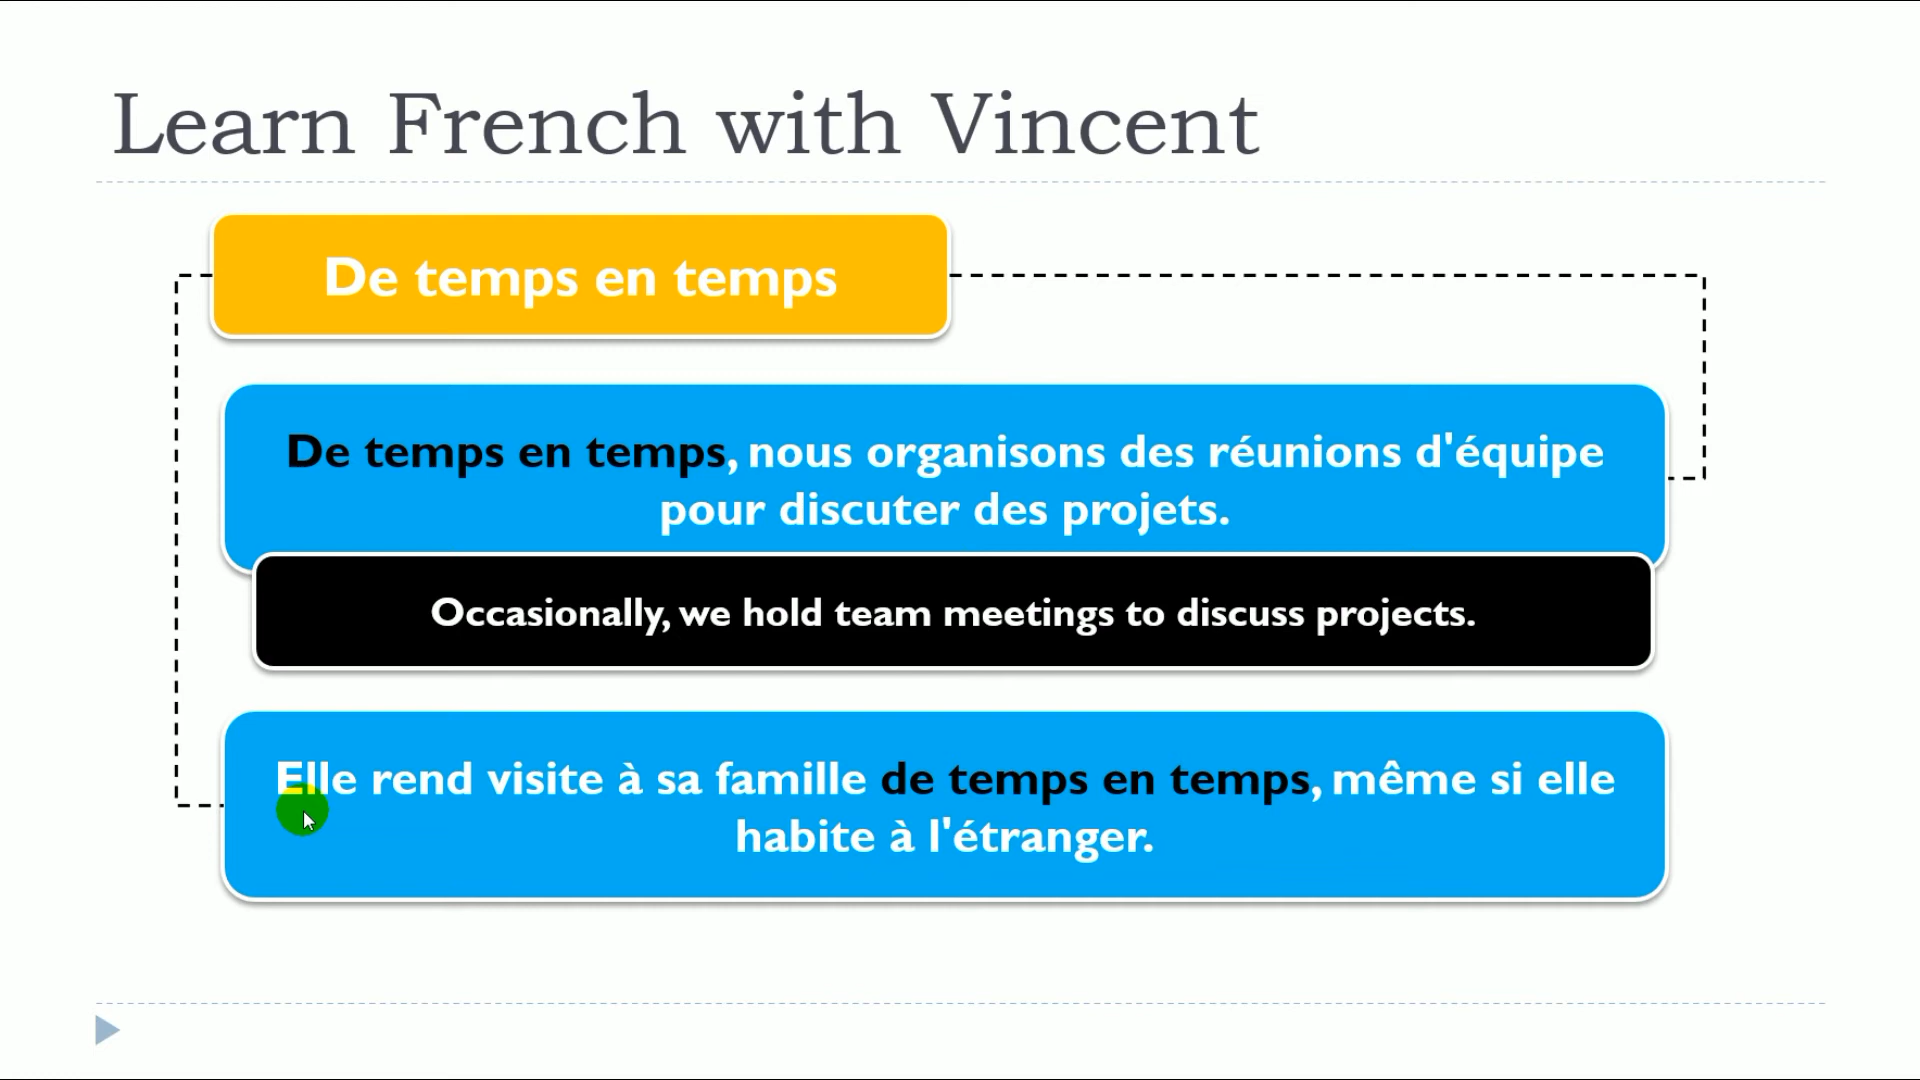 Learn French with Vincent
De temps en temps
De temps en temps, nous organisons des réunions d'équipe
pour discuter des projets.
Occasionally, we hold team meetings to discuss projects.
Elle rend visite à sa famille de temps en temps, même si elle
habite à l'étranger.